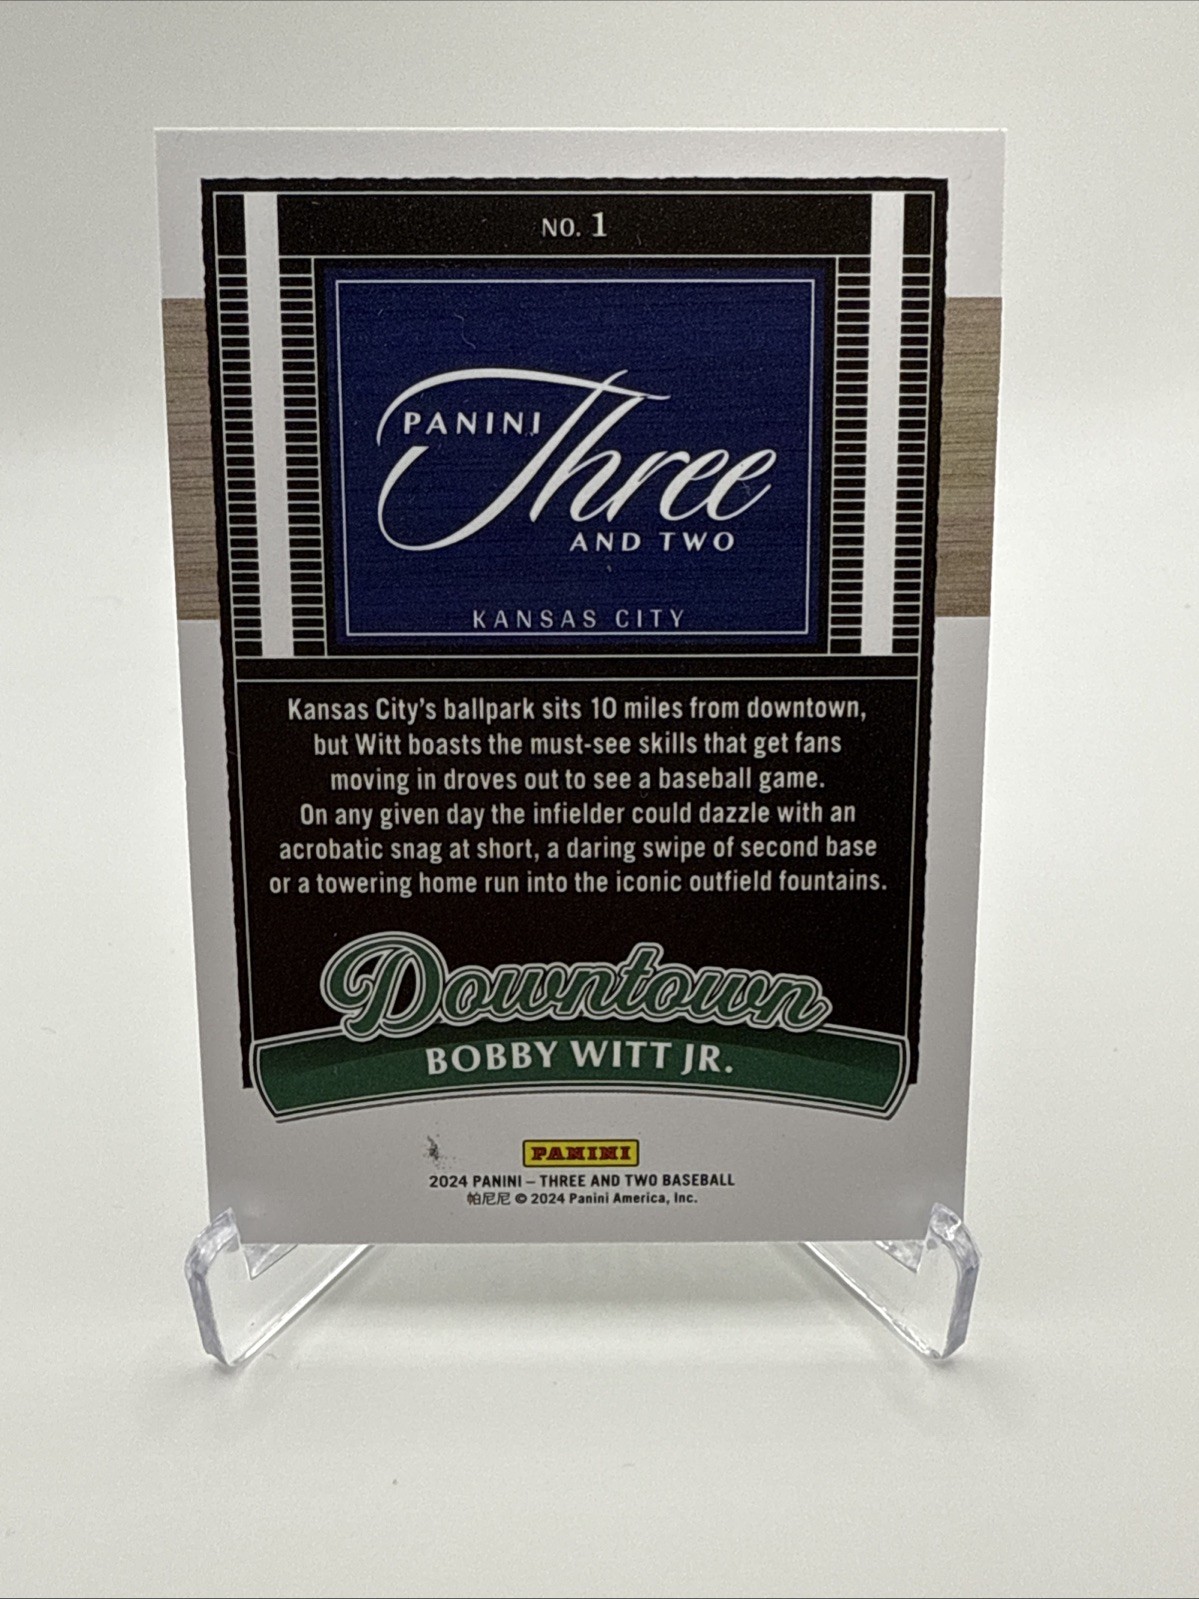 NO. 1
PANINI
Three
AND TWO
KANSAS CITY
Kansas City's ballpark sits 10 miles from downtown,
but Witt boasts the must-see skills that get fans
moving in droves out to see a baseball game.
On any given day the infielder could dazzle with an
acrobatic snag at short, a daring swipe of second base
or a towering home run into the iconic outfield fountains.
Downtown
BOBBY WITT JR.
PANINI
2024 PANINI – THREE AND TWO BASEBALL
帕尼尼 © 2024 Panini America, Inc.